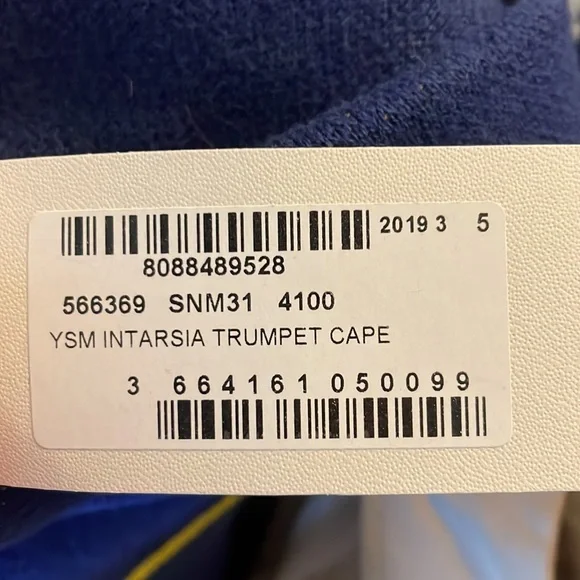 2019 3 5
8088489528
566369 SNM31 4100
YSM INTARSIA TRUMPET CAPE
3 664161 050099